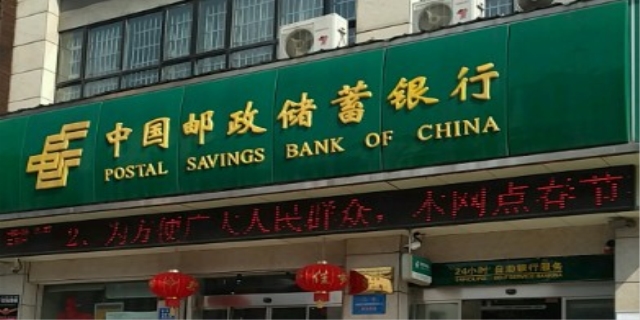 中国邮政储蓄银行
POSTAL SAVINGS BANK OF CHINA
2、为方便广大人民群众，本网点春节
24小时 自助银行服务